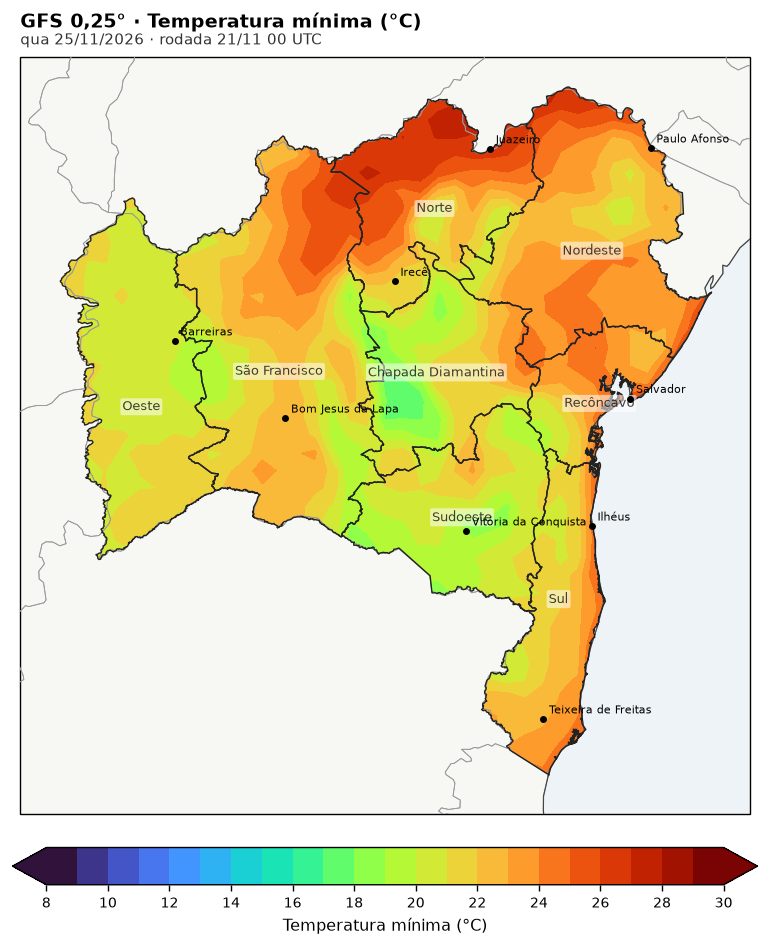 GFS 0,25° · Temperatura mínima (°C)
qua 25/11/2026 · rodada 21/11 00 UTC
Juazeiro
Paulo Afonso
Norte
Nordeste
Irecê
Barreiras
São Francisco
Chapada Diamantina
Salvador
Oeste
Bom Jesus da Lapa
Recôncavo
Sudoeste
Vitória da Conquista
Ilhéus
Sul
Teixeira de Freitas
8 10 12 14 16 18 20 22 24 26 28 30
Temperatura mínima (°C)